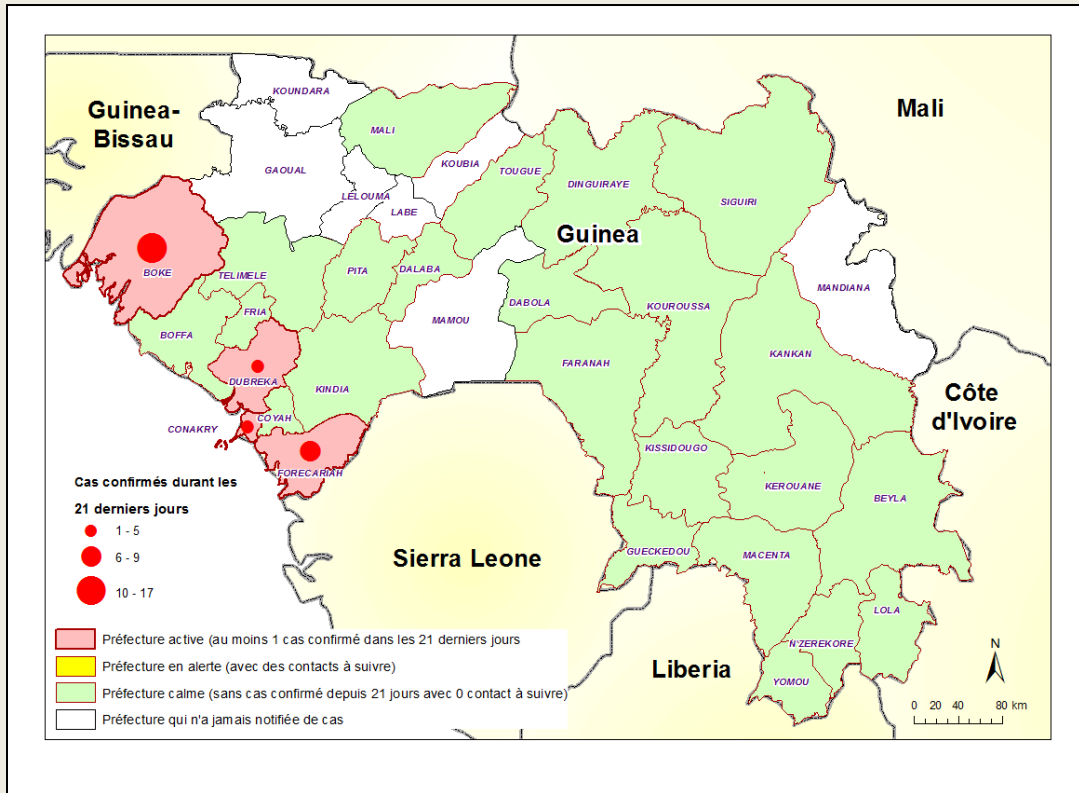 KOUNDARA
Guinea-
Bissau
Mali
MALI
KOUBIA
GAOUAL
TOUGUE
DINGUIRAYE
LELOUMA
LABE
SIGUIRI
Guinea
BOKE
TELIMELE
PITA
DALABA
MANDIANA
DABOLA
KOUROUSSA
FRIA
MAMOU
BOFFA
KANKAN
FARANAH
DUBREKA
KINDIA
Côte
d'Ivoire
COYAH
CONAKRY
KISSIDOUGO
FORECARIAH
KEROUANE
BEYLA
Cas confirmés durant les
21 derniers jours
1 - 5
6 - 9
10 - 17
Sierra Leone
GUECKEDOU
MACENTA
LOLA
N'ZEREKORE
Liberia
YOMOU
N
0 20 40 80 km
Préfecture active (au moins 1 cas confirmé dans les 21 derniers jours
Préfecture en alerte (avec des contacts à suivre)
Préfecture calme (sans cas confirmé depuis 21 jours avec 0 contact à suivre)
Préfecture qui n'a jamais notifiée de cas